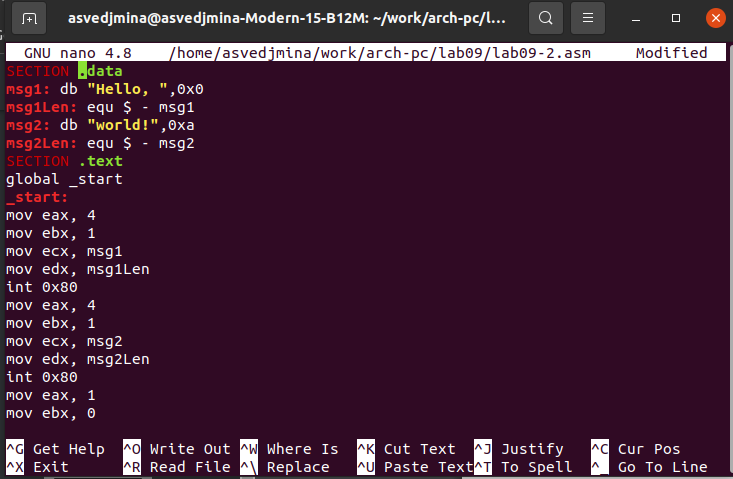 asvedjmina@asvedjmina-Modern-15-B12M: ~/work/arch-pc/l...
GNU nano 4.8 /home/asvedjmina/work/arch-pc/lab09/lab09-2.asm Modified
SECTION .data
msg1: db "Hello, ",0x0
msg1Len: equ $ - msg1
msg2: db "world!",0xa
msg2Len: equ $ - msg2
SECTION .text
global _start
_start:
mov eax, 4
mov ebx, 1
mov ecx, msg1
mov edx, msg1Len
int 0x80
mov eax, 4
mov ebx, 1
mov ecx, msg2
mov edx, msg2Len
int 0x80
mov eax, 1
mov ebx, 0
^G Get Help ^O Write Out ^W Where Is ^K Cut Text ^J Justify ^C Cur Pos
^X Exit ^R Read File ^\ Replace ^U Paste Text ^T To Spell ^_ Go To Line